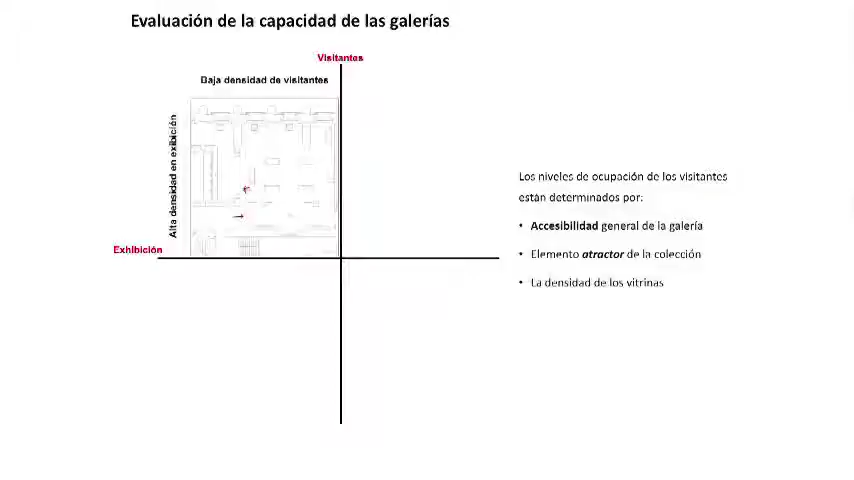 Evaluación de la capacidad de las galerías
Visitantes
Baja densidad de visitantes
Alta densidad en exibición
Exhibición
Los niveles de ocupación de los visitantes
están determinados por:
• Accesibilidad general de la galería
• Elemento atractor de la colección
• La densidad de los vitrinas